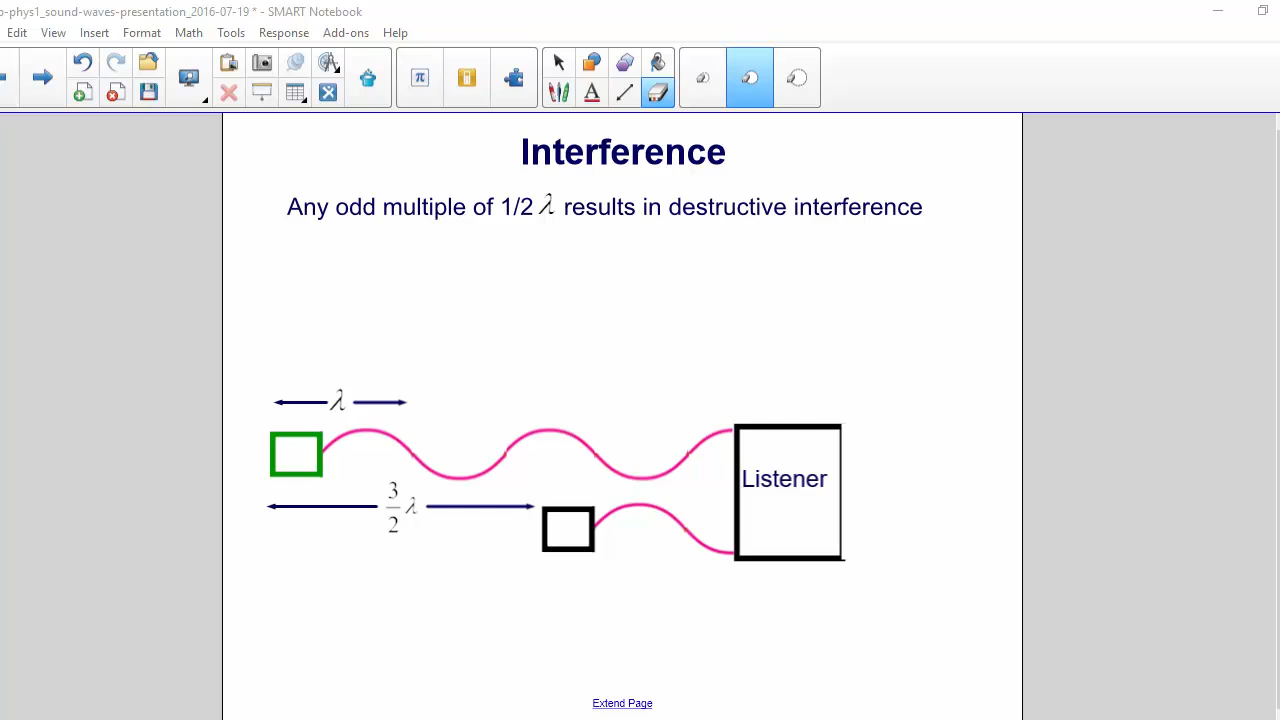 o-phys1_sound-waves-presentation_2016-07-19 * - SMART Notebook
Edit View Insert Format Math Tools Response Add-ons Help
Interference
Any odd multiple of 1/2 λ results in destructive interference
λ
3/2 λ
Listener
Extend Page